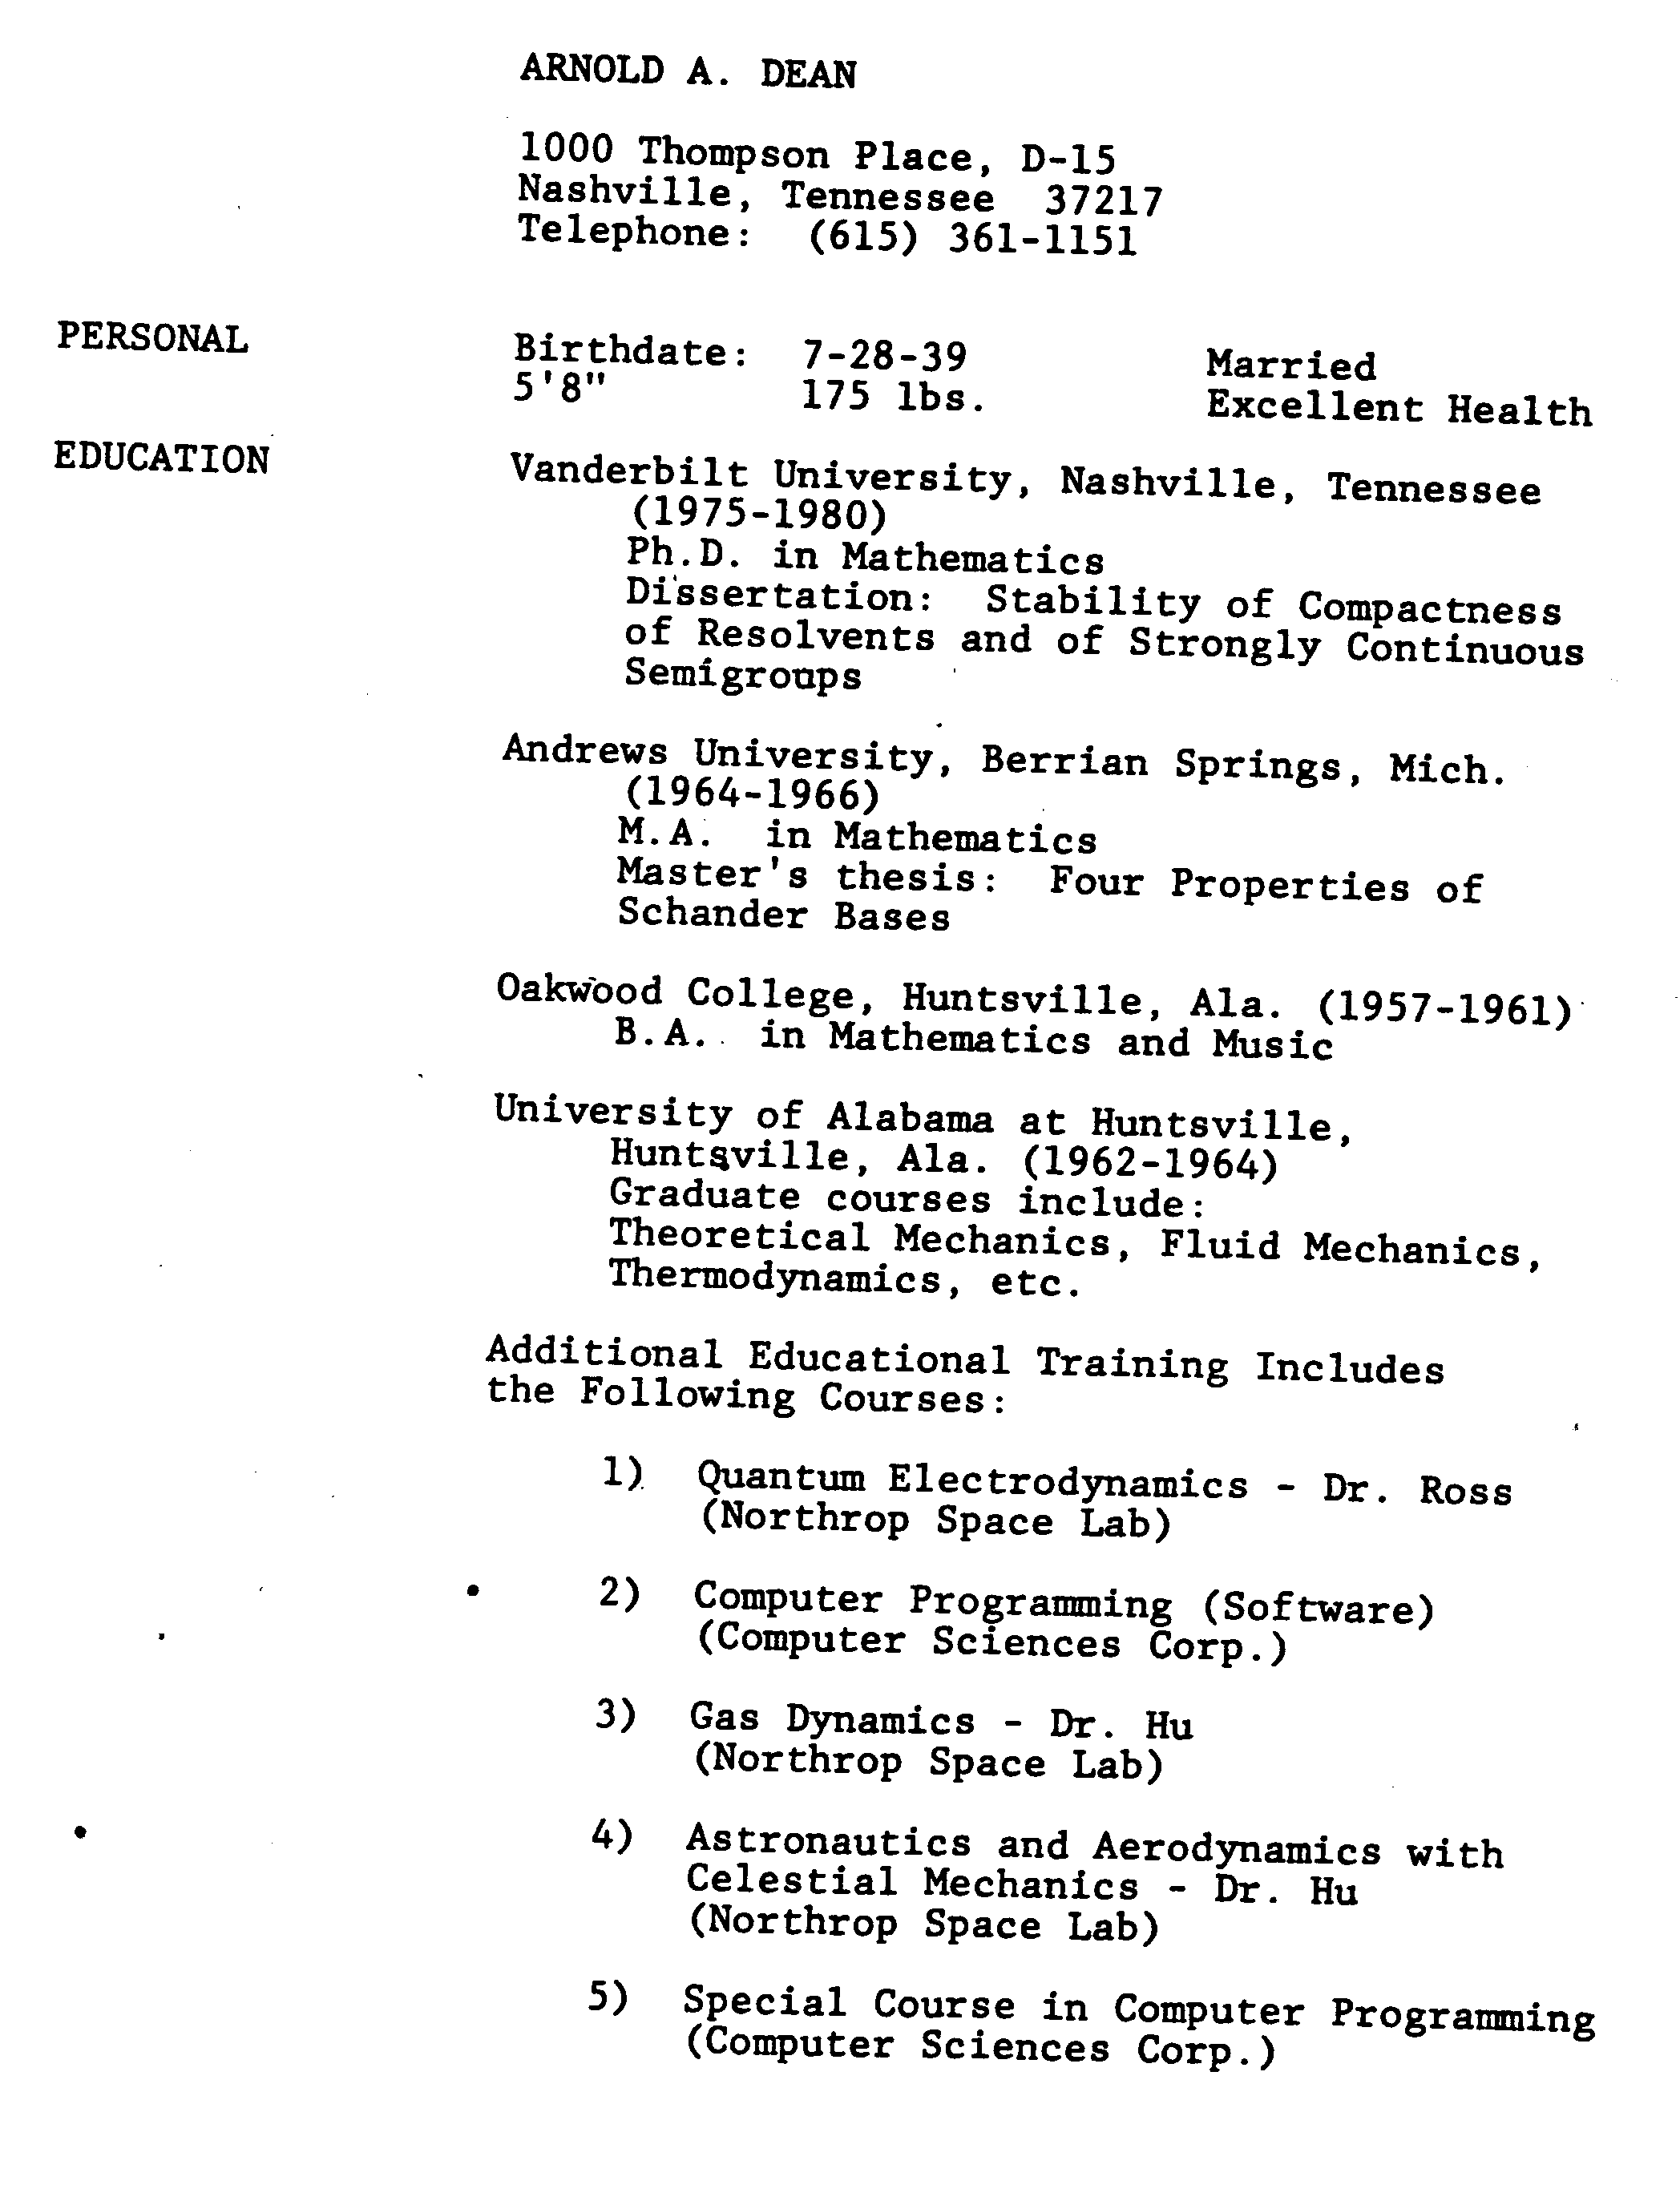 ARNOLD A. DEAN
1000 Thompson Place, D-15
Nashville, Tennessee 37217
Telephone: (615) 361-1151
PERSONAL Birthdate: 7-28-39 Married
5'8" 175 lbs. Excellent Health
EDUCATION Vanderbilt University, Nashville, Tennessee
(1975-1980)
Ph.D. in Mathematics
Dissertation: Stability of Compactness
of Resolvents and of Strongly Continuous
Semigroups
Andrews University, Berrian Springs, Mich.
(1964-1966)
M.A. in Mathematics
Master's thesis: Four Properties of
Schander Bases
Oakwood College, Huntsville, Ala. (1957-1961)
B.A. in Mathematics and Music
University of Alabama at Huntsville,
Huntsville, Ala. (1962-1964)
Graduate courses include:
Theoretical Mechanics, Fluid Mechanics,
Thermodynamics, etc.
Additional Educational Training Includes
the Following Courses:
1) Quantum Electrodynamics - Dr. Ross
(Northrop Space Lab)
2) Computer Programming (Software)
(Computer Sciences Corp.)
3) Gas Dynamics - Dr. Hu
(Northrop Space Lab)
4) Astronautics and Aerodynamics with
Celestial Mechanics - Dr. Hu
(Northrop Space Lab)
5) Special Course in Computer Programming
(Computer Sciences Corp.)